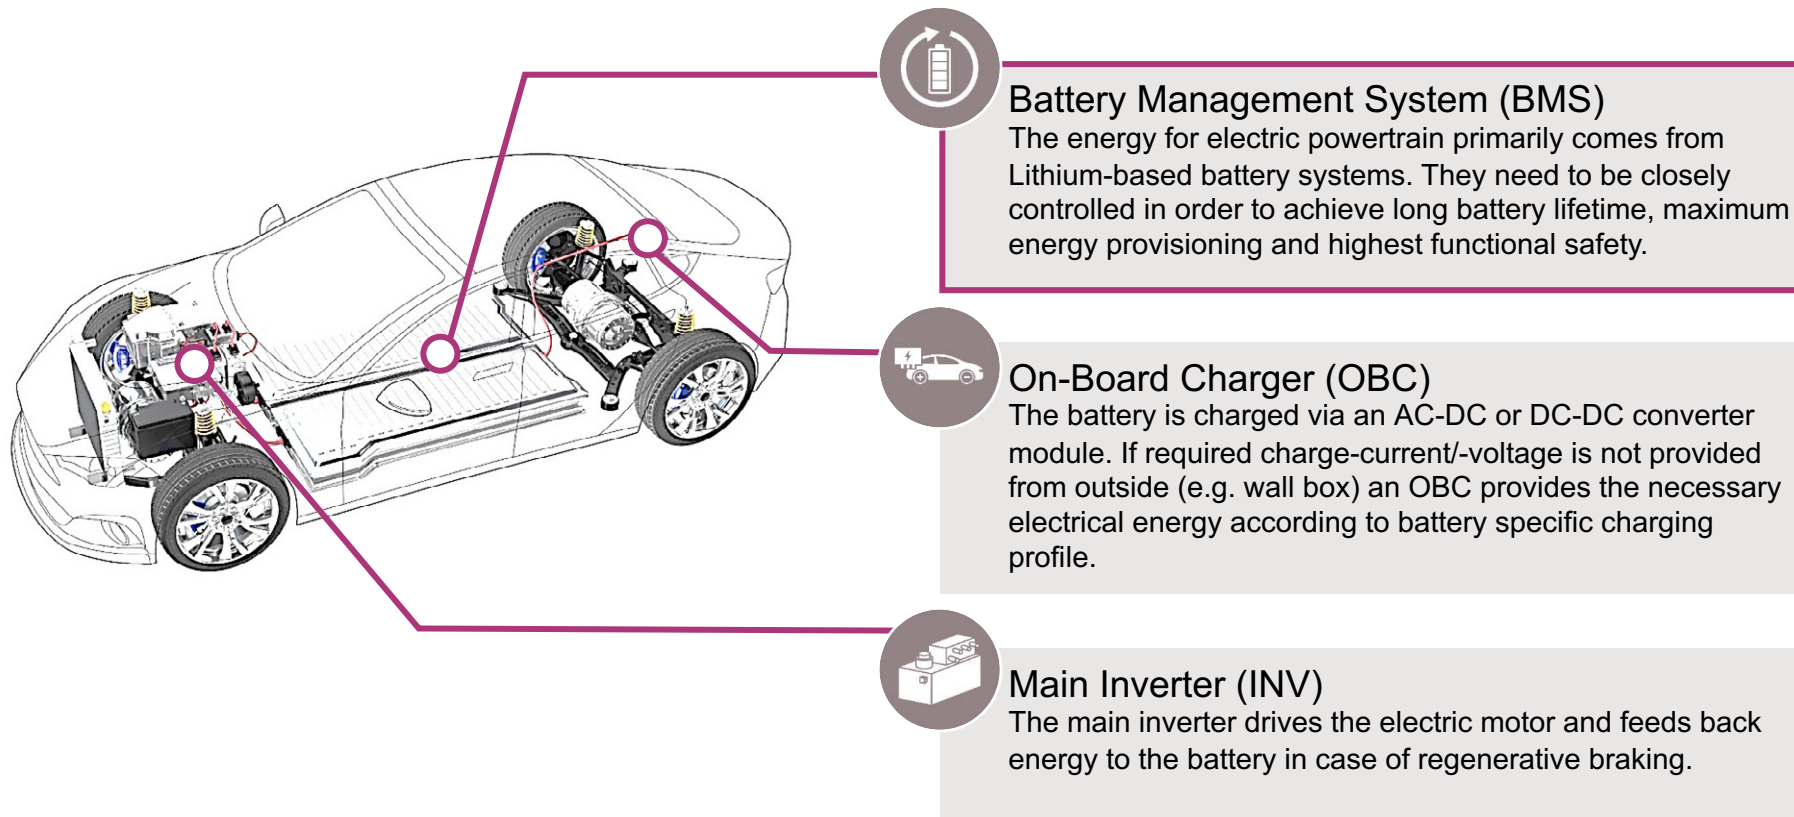 Battery Management System (BMS)
The energy for electric powertrain primarily comes from
Lithium-based battery systems. They need to be closely
controlled in order to achieve long battery lifetime, maximum
energy provisioning and highest functional safety.
On-Board Charger (OBC)
The battery is charged via an AC-DC or DC-DC converter
module. If required charge-current/-voltage is not provided
from outside (e.g. wall box) an OBC provides the necessary
electrical energy according to battery specific charging
profile.
Main Inverter (INV)
The main inverter drives the electric motor and feeds back
energy to the battery in case of regenerative braking.